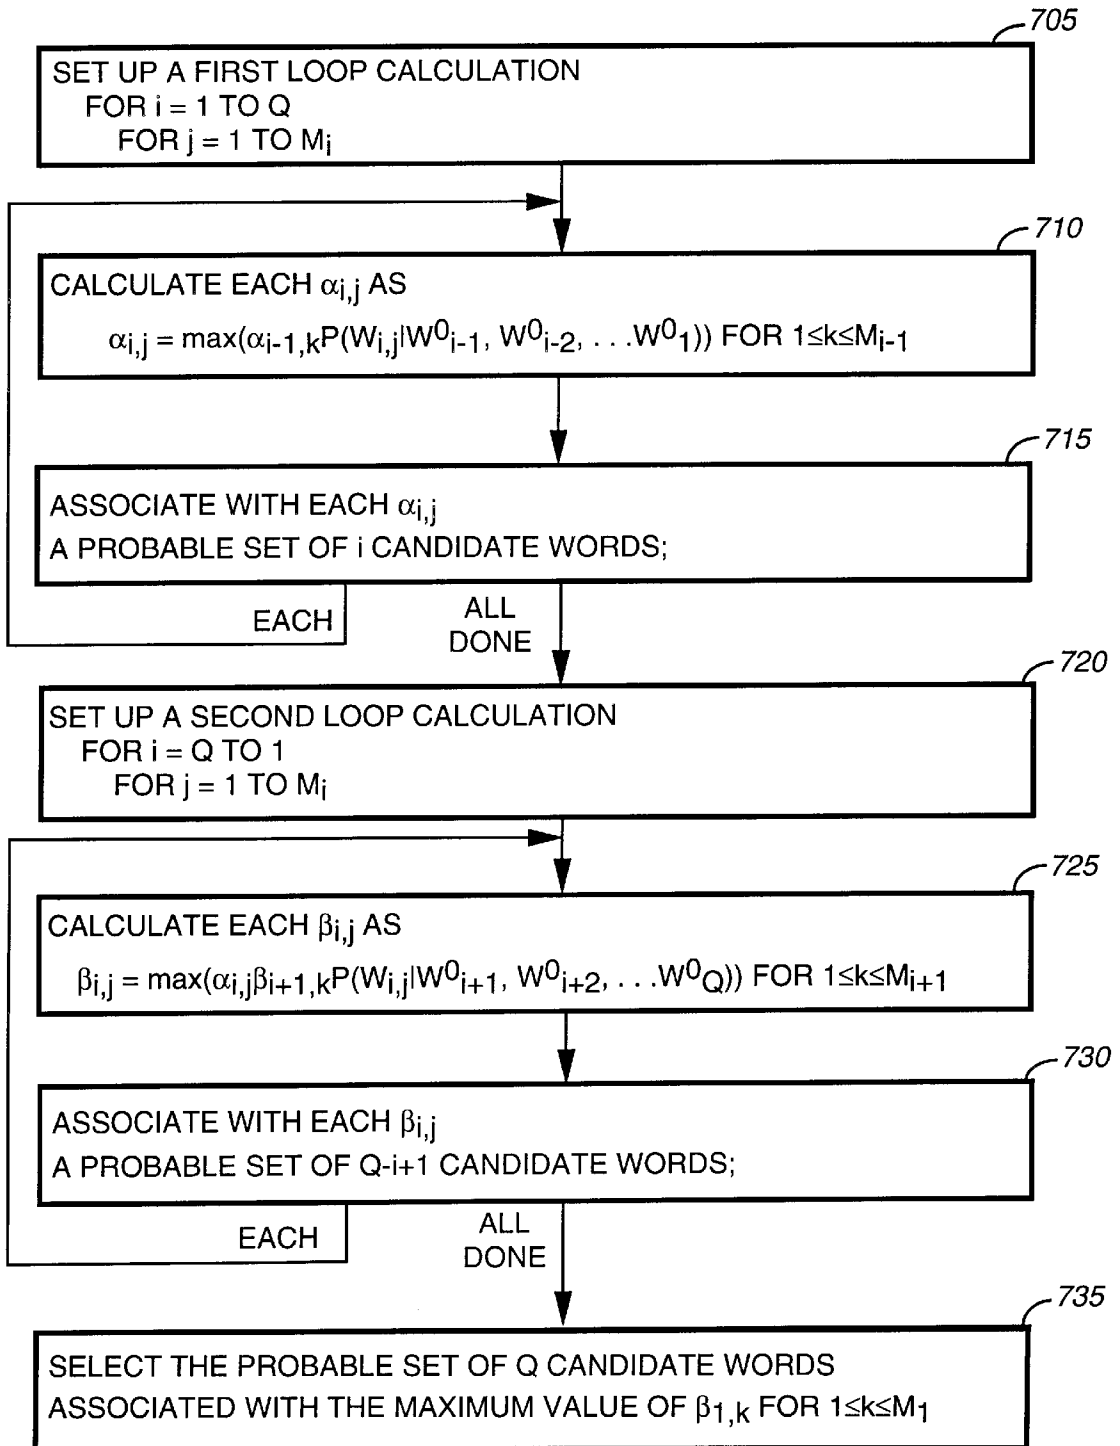 705
SET UP A FIRST LOOP CALCULATION
FOR i = 1 TO Q
FOR j = 1 TO Mi
710
CALCULATE EACH αi,j AS
αi,j = max(αi-1,kP(Wi,j|W⁰i-1, W⁰i-2, . . .W⁰1)) FOR 1≤k≤Mi-1
715
ASSOCIATE WITH EACH αi,j
A PROBABLE SET OF i CANDIDATE WORDS;
EACH
ALL
DONE
720
SET UP A SECOND LOOP CALCULATION
FOR i = Q TO 1
FOR j = 1 TO Mi
725
CALCULATE EACH βi,j AS
βi,j = max(αi,jβi+1,kP(Wi,j|W⁰i+1, W⁰i+2, . . .W⁰Q)) FOR 1≤k≤Mi+1
730
ASSOCIATE WITH EACH βi,j
A PROBABLE SET OF Q-i+1 CANDIDATE WORDS;
EACH
ALL
DONE
735
SELECT THE PROBABLE SET OF Q CANDIDATE WORDS
ASSOCIATED WITH THE MAXIMUM VALUE OF β1,k FOR 1≤k≤M1